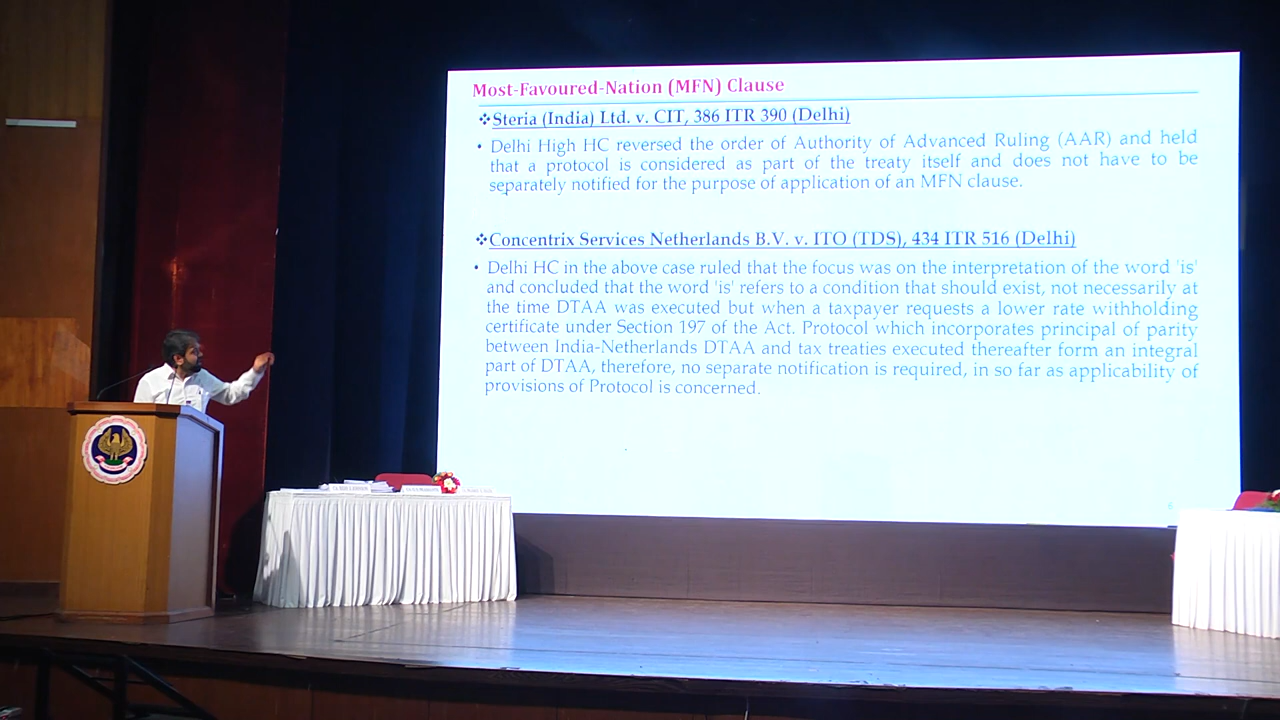 Most-Favoured-Nation (MFN) Clause
❖Steria (India) Ltd. v. CIT, 386 ITR 390 (Delhi)
• Delhi High HC reversed the order of Authority of Advanced Ruling (AAR) and held
that a protocol is considered as part of the treaty itself and does not have to be
separately notified for the purpose of application of an MFN clause.
❖Concentrix Services Netherlands B.V. v. ITO (TDS), 434 ITR 516 (Delhi)
• Delhi HC in the above case ruled that the focus was on the interpretation of the word 'is'
and concluded that the word 'is' refers to a condition that should exist, not necessarily at
the time DTAA was executed but when a taxpayer requests a lower rate withholding
certificate under Section 197 of the Act. Protocol which incorporates principal of parity
between India-Netherlands DTAA and tax treaties executed thereafter form an integral
part of DTAA, therefore, no separate notification is required, in so far as applicability of
provisions of Protocol is concerned.